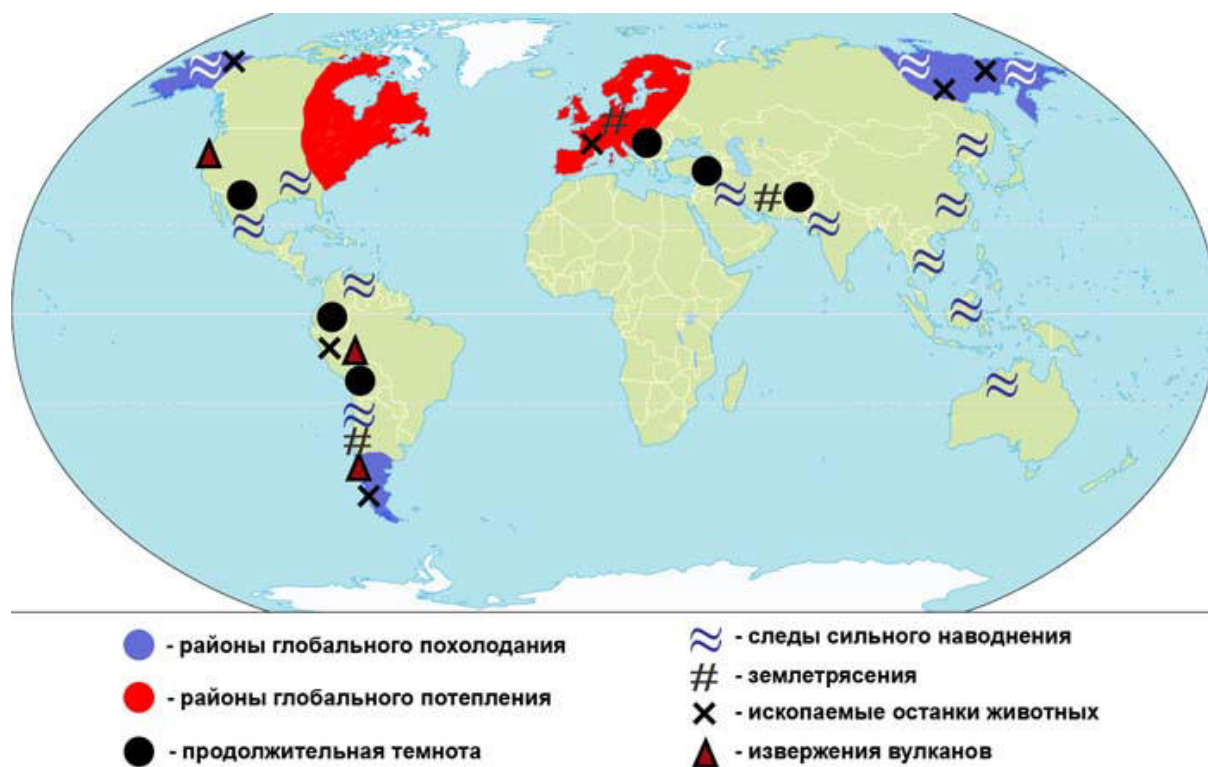 - районы глобального похолодания
- районы глобального потепления
- продолжительная темнота
- следы сильного наводнения
- землетрясения
- ископаемые останки животных
- извержения вулканов